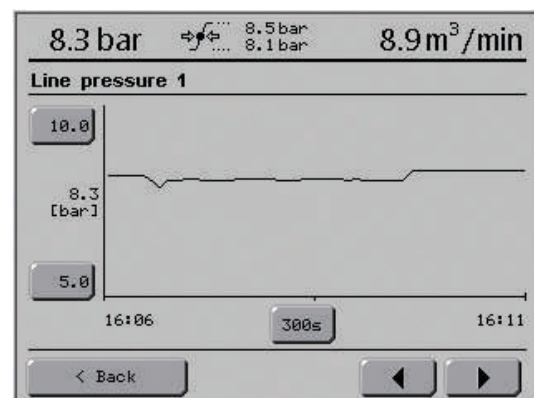 8.3 bar 8.5 bar 8.9 m³/min
8.1 bar
Line pressure 1
10.0
8.3
[bar]
5.0
16:06 300s 16:11
< Back